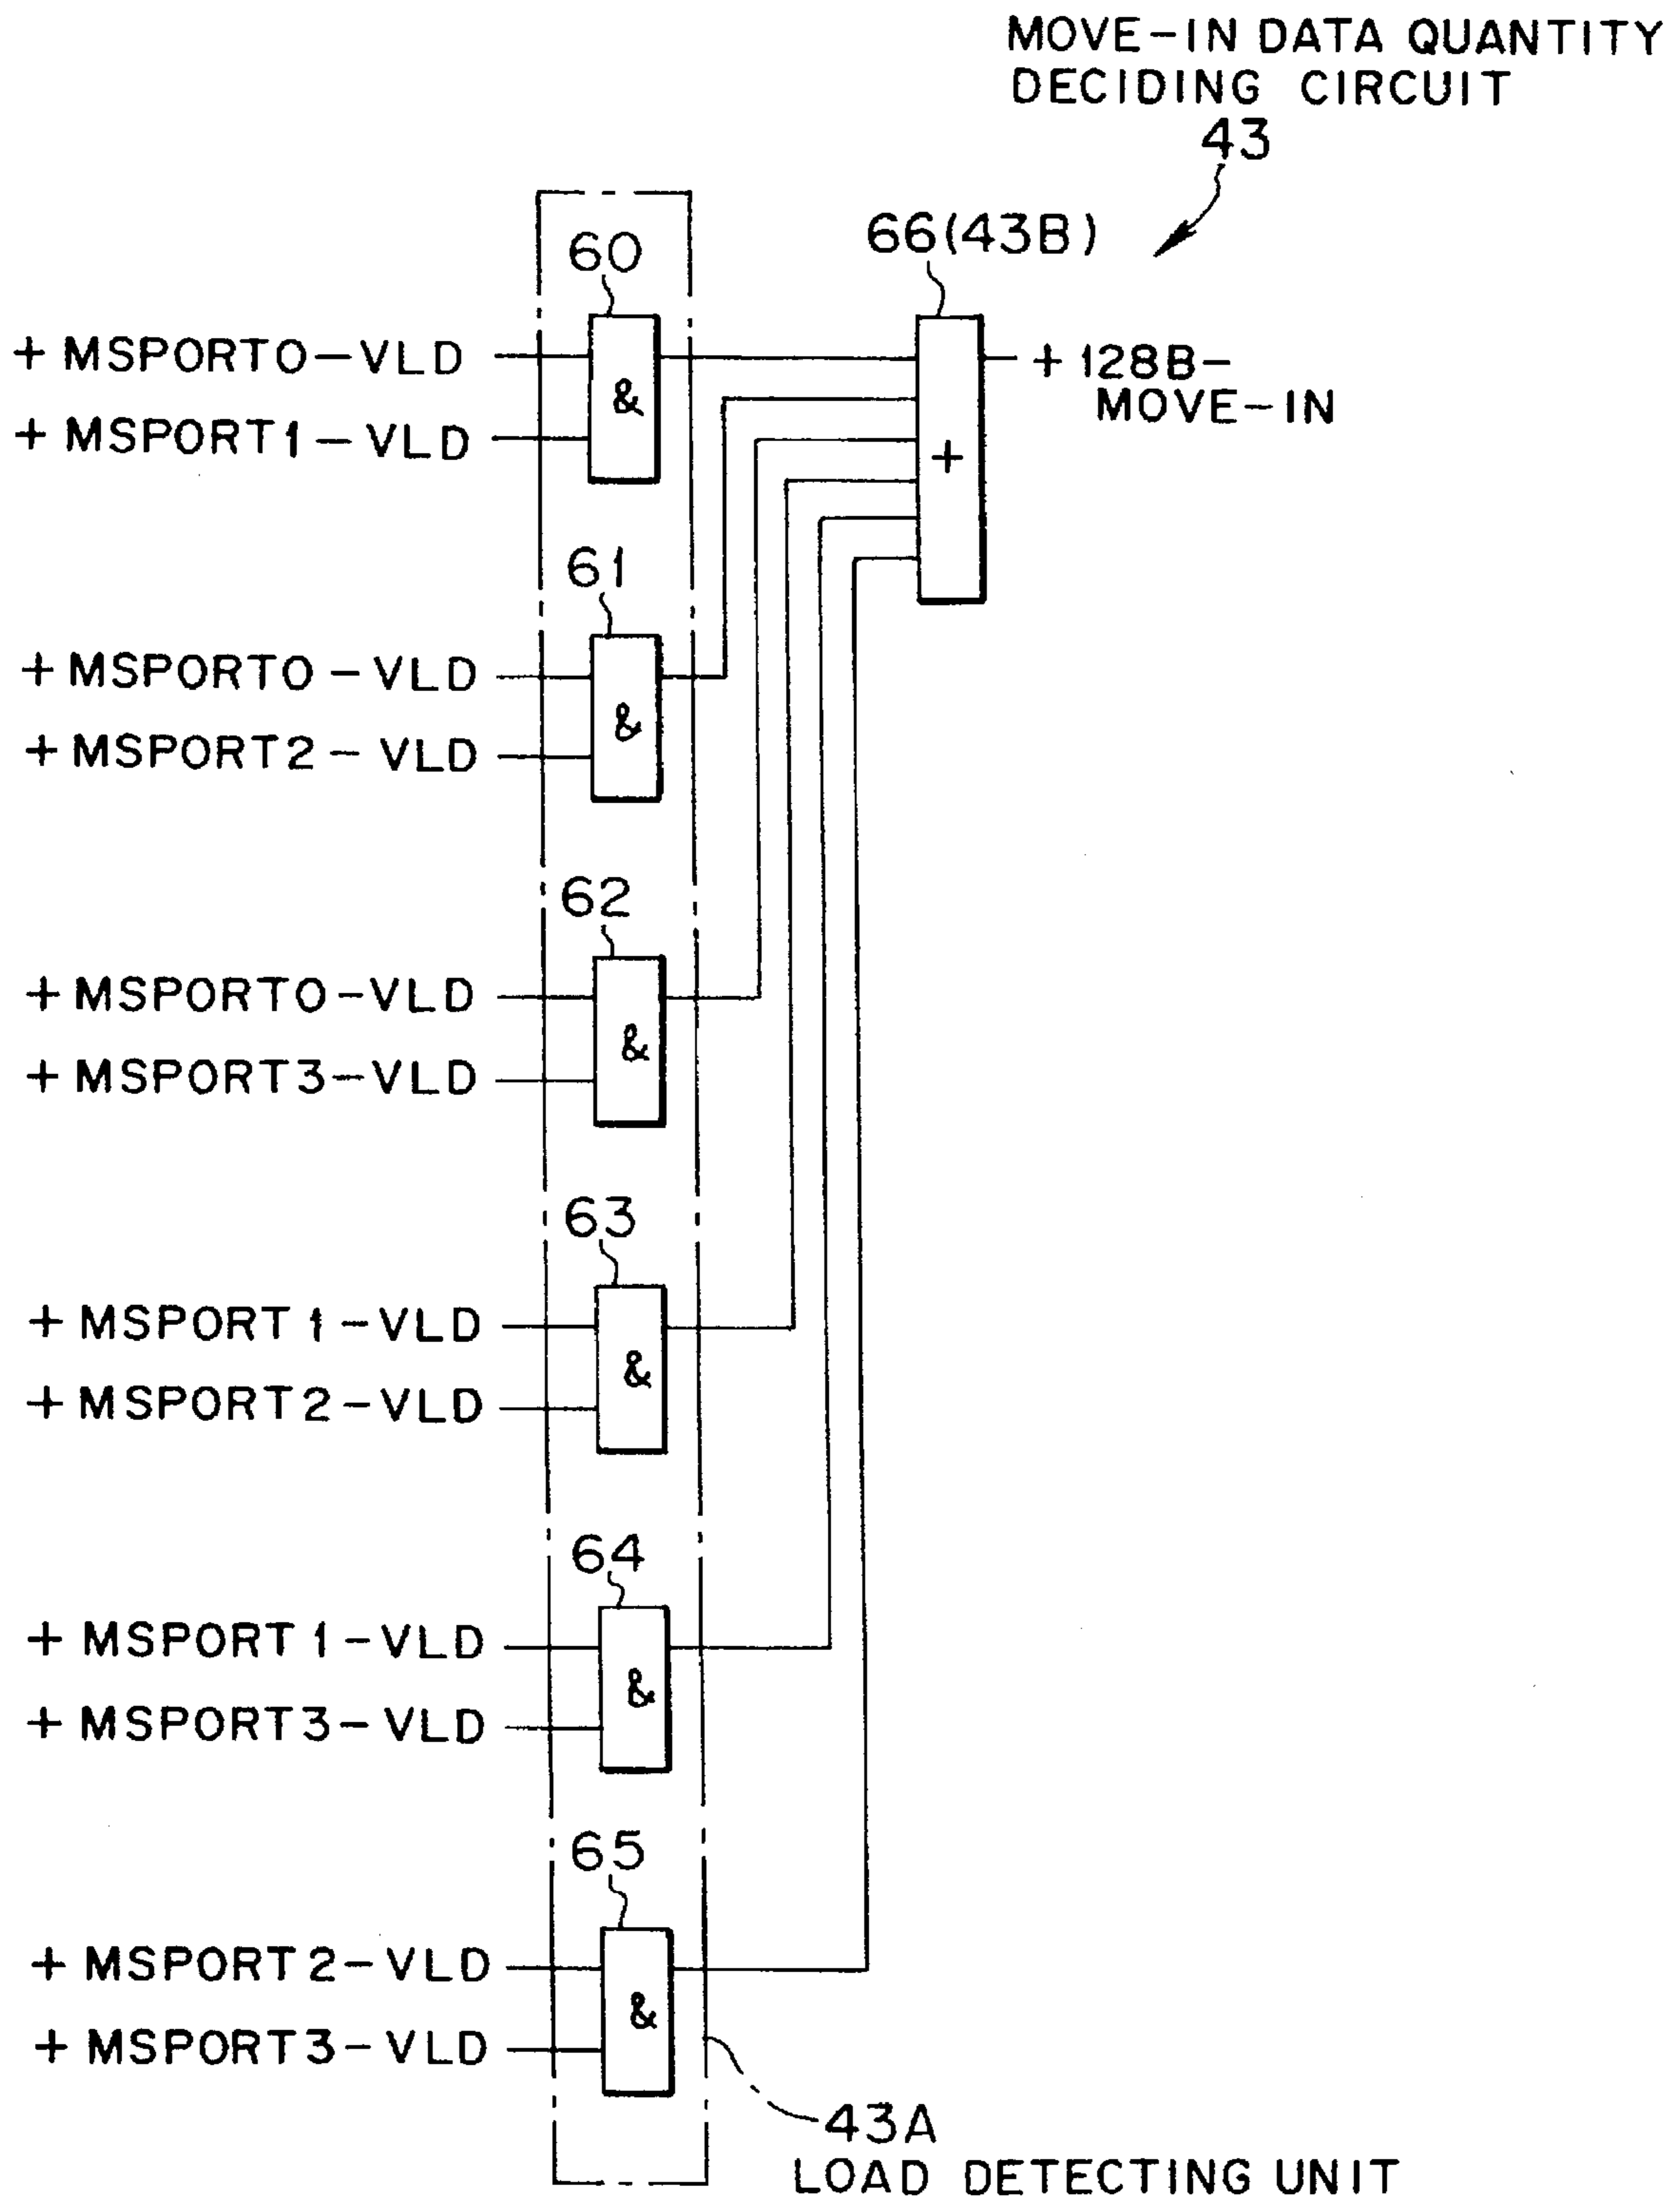 MOVE-IN DATA QUANTITY
DECIDING CIRCUIT
43
66(43B)
60
+ MSPORT0-VLD
&
+ MSPORT1-VLD
+ 128B-
MOVE-IN
+
61
+ MSPORT0-VLD
&
+ MSPORT2-VLD
62
+ MSPORT0-VLD
&
+ MSPORT3-VLD
63
+ MSPORT1-VLD
&
+ MSPORT2-VLD
64
+ MSPORT1-VLD
&
+ MSPORT3-VLD
65
+ MSPORT2-VLD
&
+ MSPORT3-VLD
43A
LOAD DETECTING UNIT